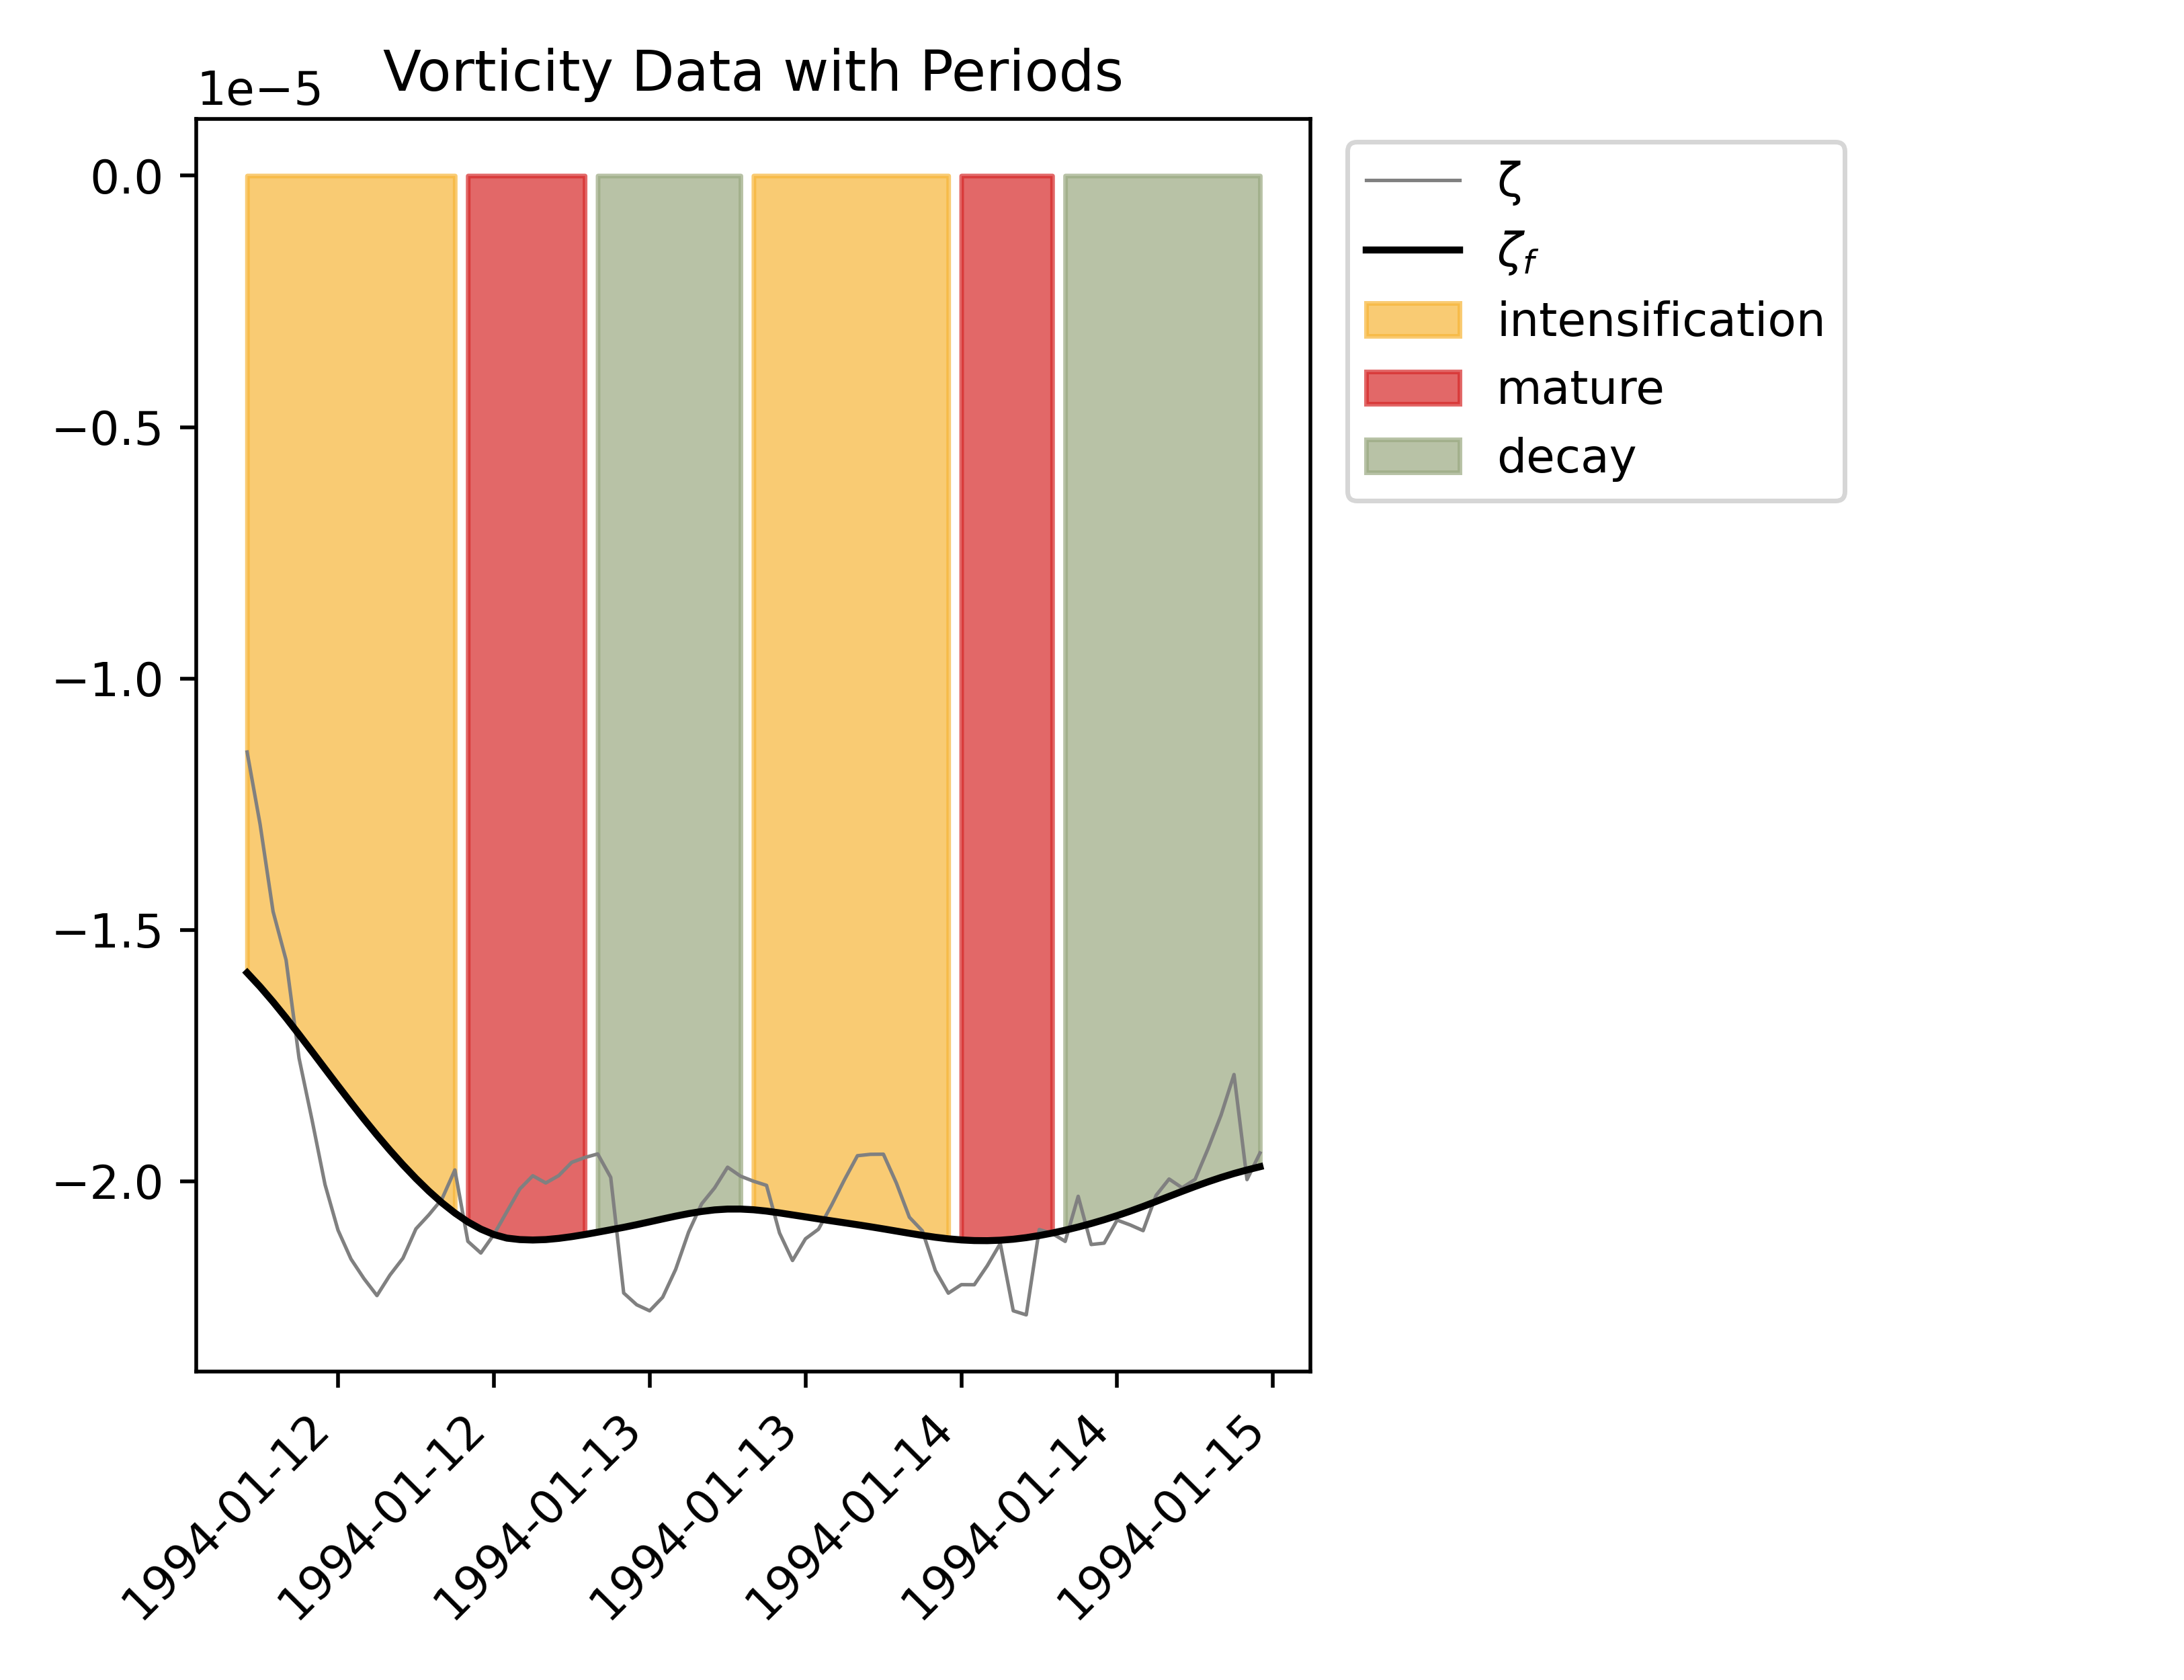 Vorticity Data with Periods
1e−5
0.0
−0.5
−1.0
−1.5
−2.0
1994-01-12
1994-01-12
1994-01-13
1994-01-13
1994-01-14
1994-01-14
1994-01-15
ζ
ζf
intensification
mature
decay